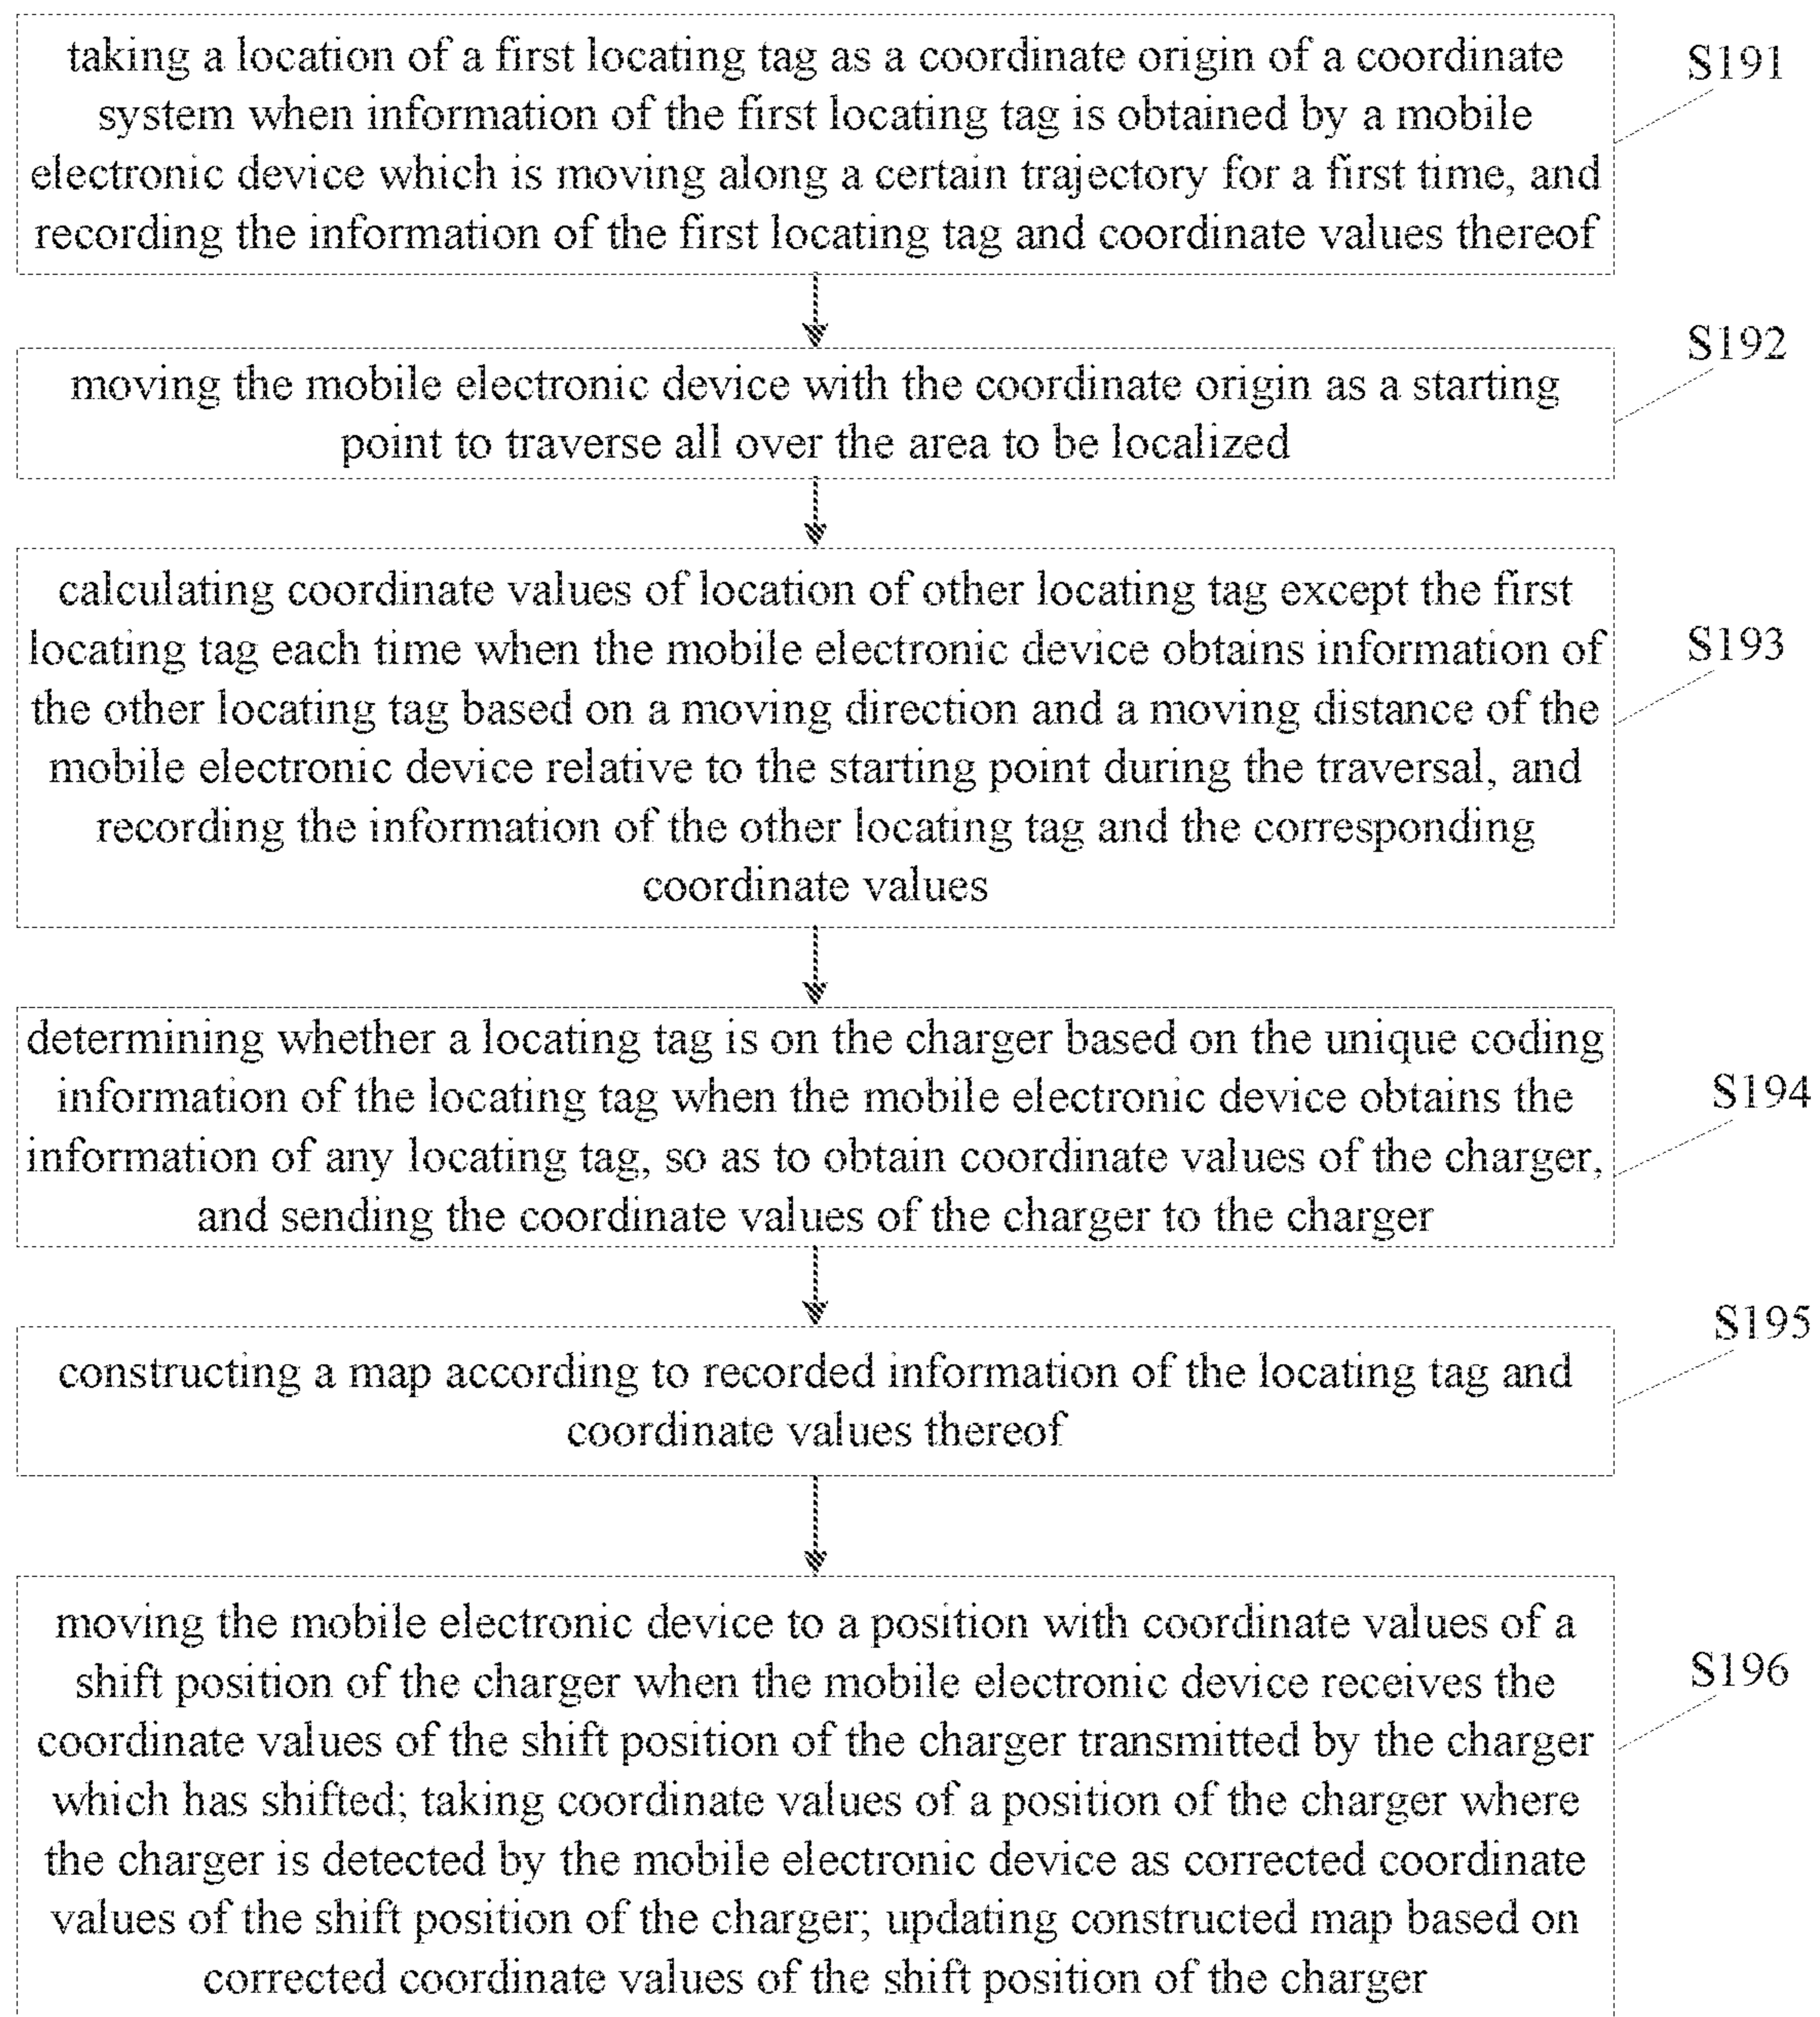 taking a location of a first locating tag as a coordinate origin of a coordinate
system when information of the first locating tag is obtained by a mobile
electronic device which is moving along a certain trajectory for a first time, and
recording the information of the first locating tag and coordinate values thereof
S191
moving the mobile electronic device with the coordinate origin as a starting
point to traverse all over the area to be localized
S192
calculating coordinate values of location of other locating tag except the first
locating tag each time when the mobile electronic device obtains information of
the other locating tag based on a moving direction and a moving distance of the
mobile electronic device relative to the starting point during the traversal, and
recording the information of the other locating tag and the corresponding
coordinate values
S193
determining whether a locating tag is on the charger based on the unique coding
information of the locating tag when the mobile electronic device obtains the
information of any locating tag, so as to obtain coordinate values of the charger,
and sending the coordinate values of the charger to the charger
S194
constructing a map according to recorded information of the locating tag and
coordinate values thereof
S195
moving the mobile electronic device to a position with coordinate values of a
shift position of the charger when the mobile electronic device receives the
coordinate values of the shift position of the charger transmitted by the charger
which has shifted; taking coordinate values of a position of the charger where
the charger is detected by the mobile electronic device as corrected coordinate
values of the shift position of the charger; updating constructed map based on
corrected coordinate values of the shift position of the charger
S196